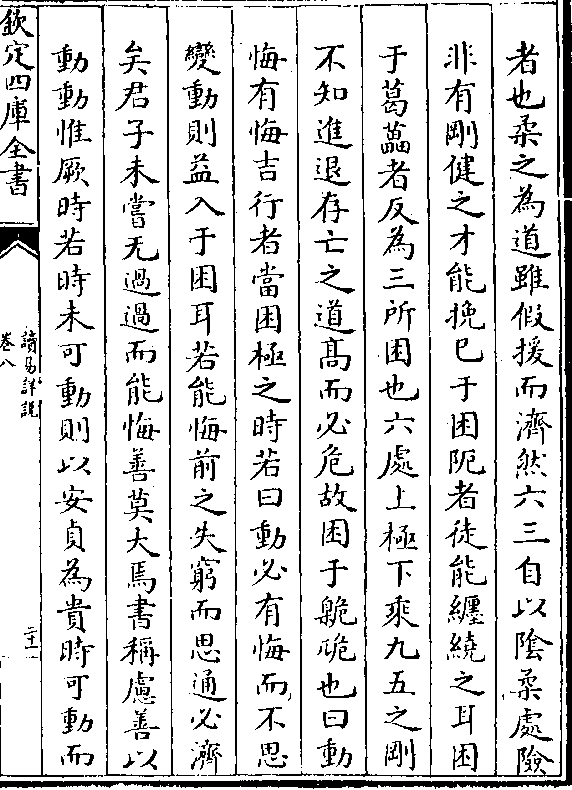 者也柔之為道雖假援而濟然六三自以陰柔處險
非有剛健之才能挽已于困阨者徒能纏繞之耳困
于葛藟者反為三所困也六處上極下乘九五之剛
不知進退存亡之道髙而必危故困于臲卼也曰動
悔有悔吉行者當困極之時若曰動必有悔而不思
變動則益入于困耳若能悔前之失窮而思通必濟
矣君子未嘗无過過而能悔善莫大焉書稱慮善以
動動惟厥時若時未可動則以安貞為貴時可動而
欽定四庫全書
讀易詳說
卷八
二十二